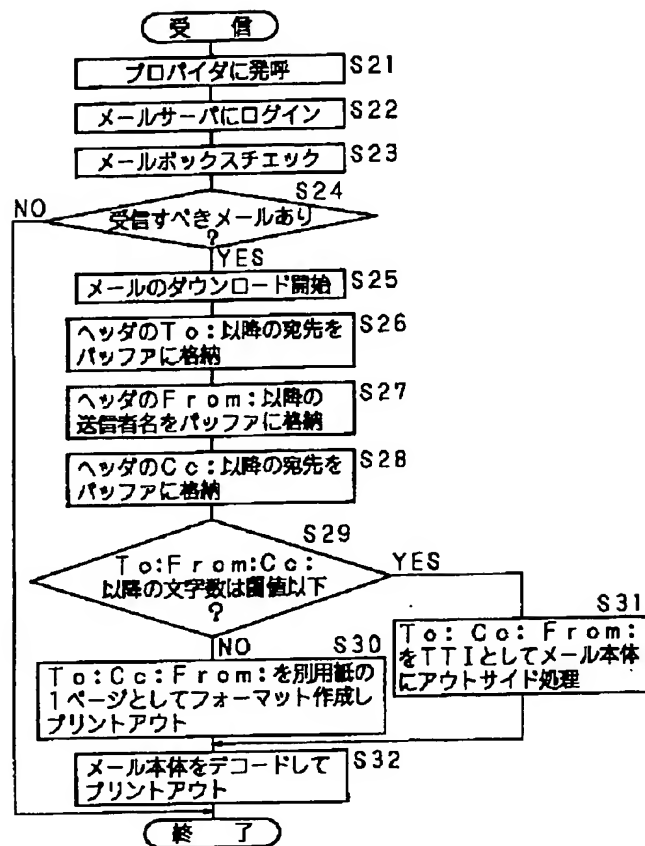 受 信
プロバイダに発呼 S21
メールサーバにログイン S22
メールボックスチェック S23
S24
NO
受信すべきメールあり
?
YES
メールのダウンロード開始 S25
ヘッダのTo:以降の宛先を
バッファに格納
S26
ヘッダのFrom:以降の
送信者名をバッファに格納
S27
ヘッダのCc:以降の宛先を
バッファに格納
S28
S29
To:From:Cc:
以降の文字数は閾値以下
?
YES
NO
S30
To:Cc:From:を別用紙の
1ページとしてフォーマット作成し
プリントアウト
S31
To:Cc:From:
をTTIとしてメール本体
にアウトサイド処理
メール本体をデコードして
プリントアウト
S32
終 了